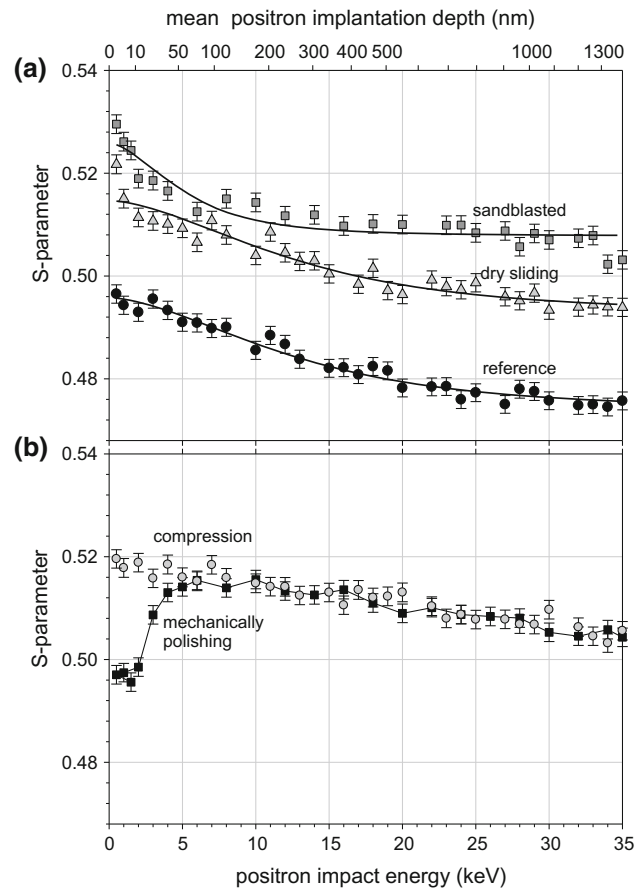 mean positron implantation depth (nm)
0 10 50 100 200 300 400 500 1000 1300
(a)
0.54
0.52
0.50
0.48
S-parameter
sandblasted
dry sliding
reference
(b)
0.54
0.52
0.50
0.48
S-parameter
compression
mechanically
polishing
0 5 10 15 20 25 30 35
positron impact energy (keV)